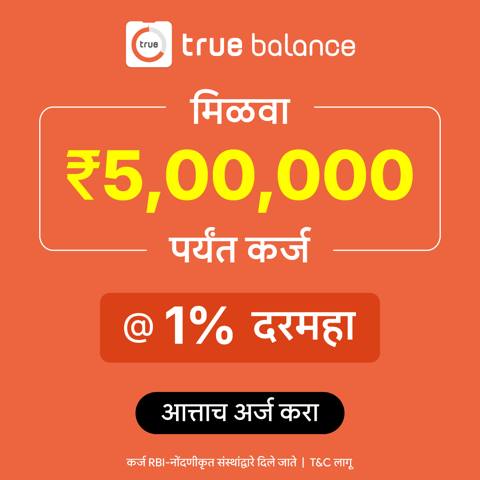 true true balance
मिळवा
₹5,00,000
पर्यंत कर्ज
@ 1% दरमहा
आत्ताच अर्ज करा
कर्ज RBI-नोंदणीकृत संस्थांद्वारे दिले जाते | T&C लागू